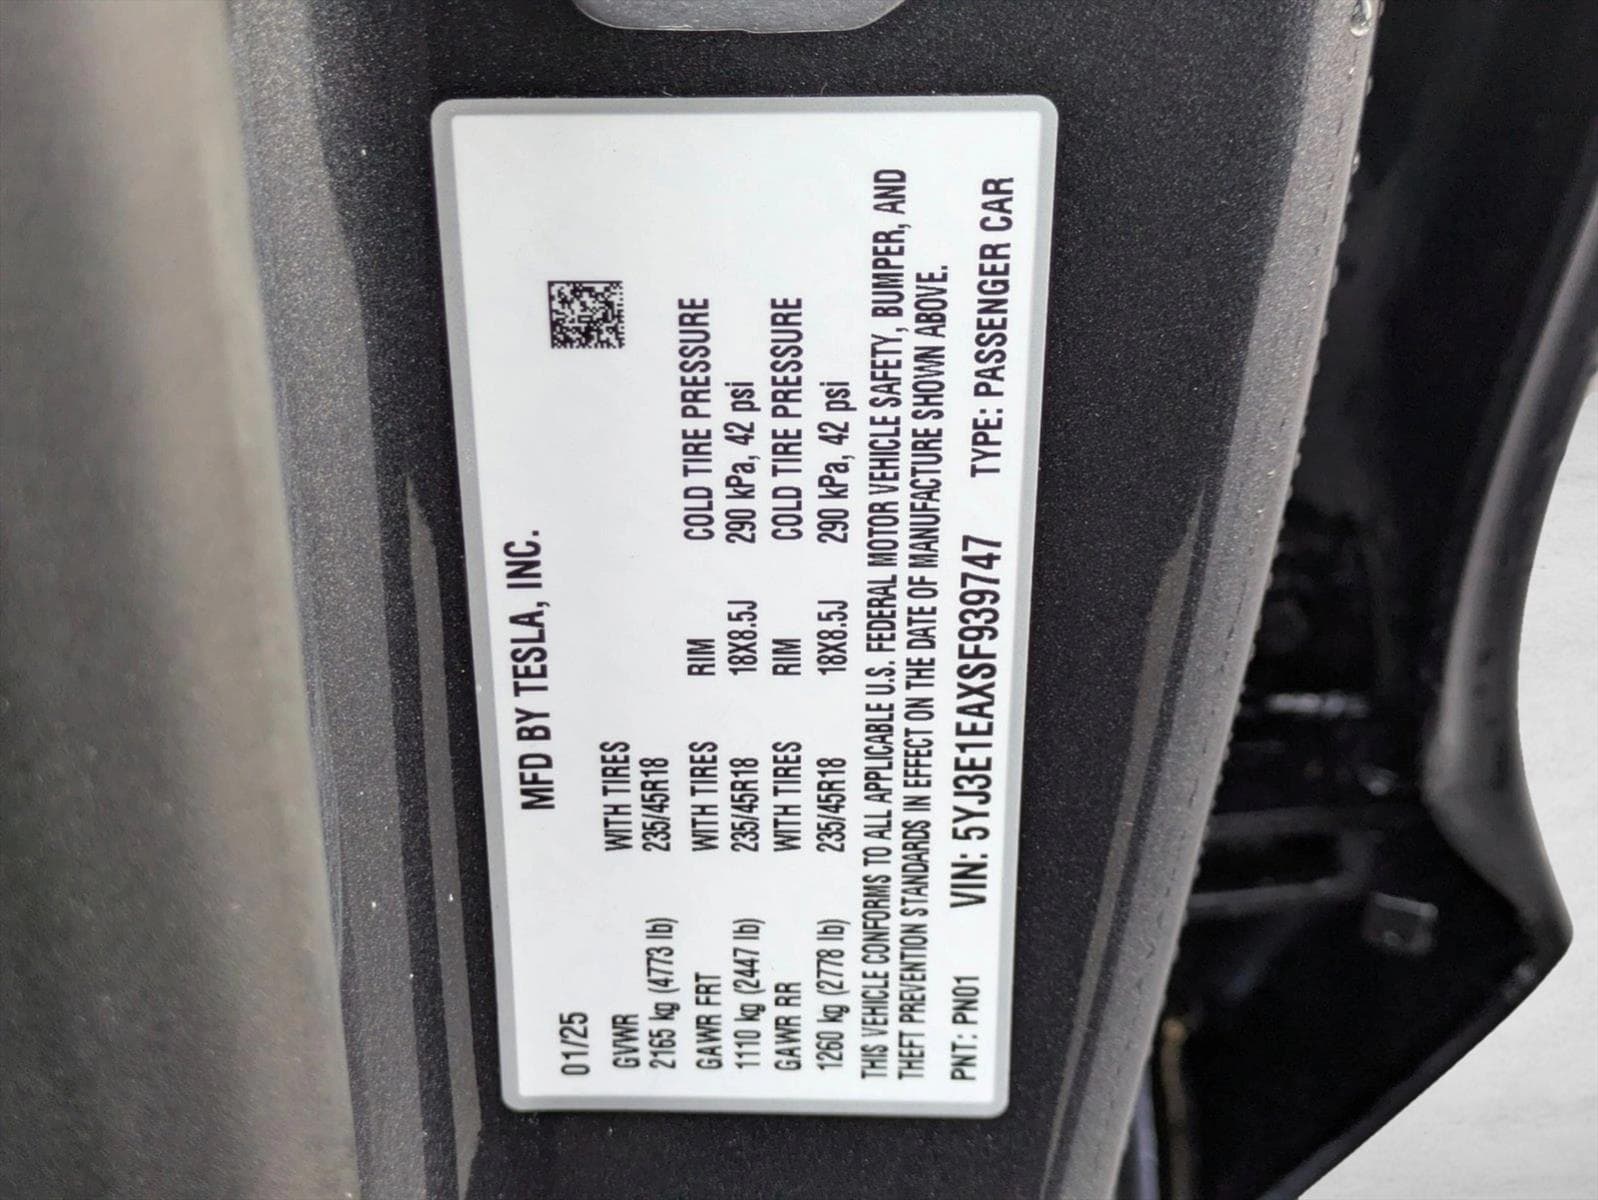 MFD BY TESLA, INC.
01/25
GVWR WITH TIRES
2165 kg (4773 lb) 235/45R18
GAWR FRT WITH TIRES RIM COLD TIRE PRESSURE
1110 kg (2447 lb) 235/45R18 18X8.5J 290 kPa, 42 psi
GAWR RR WITH TIRES RIM COLD TIRE PRESSURE
1260 kg (2778 lb) 235/45R18 18X8.5J 290 kPa, 42 psi
THIS VEHICLE CONFORMS TO ALL APPLICABLE U.S. FEDERAL MOTOR VEHICLE SAFETY, BUMPER, AND
THEFT PREVENTION STANDARDS IN EFFECT ON THE DATE OF MANUFACTURE SHOWN ABOVE.
PNT: PN01 VIN: 5YJ3E1EAXSF939747 TYPE: PASSENGER CAR